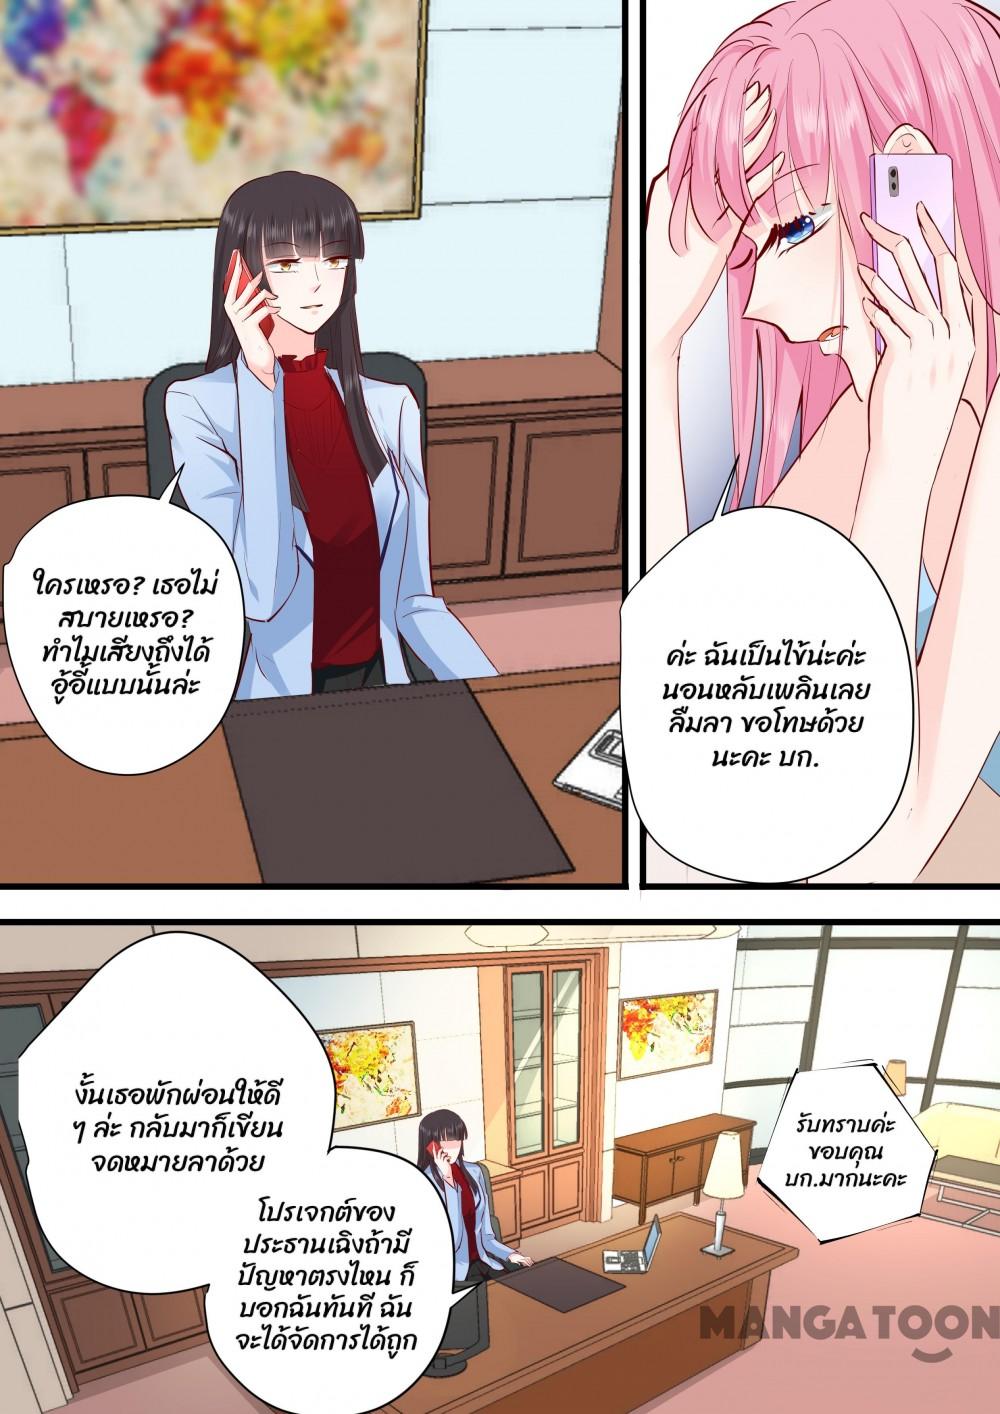 ใครเหรอ? เธอไม่
สบายเหรอ?
ทำไมเสียงถึงได้
อู้อี้แบบนั้นล่ะ
ค่ะ ฉันเป็นไข้น่ะค่ะ
นอนหลับเพลินเลย
ลืมลา ขอโทษด้วย
นะคะ บก.
งั้นเธอพักผ่อนให้ดี
ๆ ล่ะ กลับมาก็เขียน
จดหมายลาด้วย
โปรเจกต์ของ
ประธานเฉิงถ้ามี
ปัญหาตรงไหน ก็
บอกฉันทันที ฉัน
จะได้จัดการได้ถูก
รับทราบค่ะ
ขอบคุณ
บก.มากนะคะ
MANGATOON